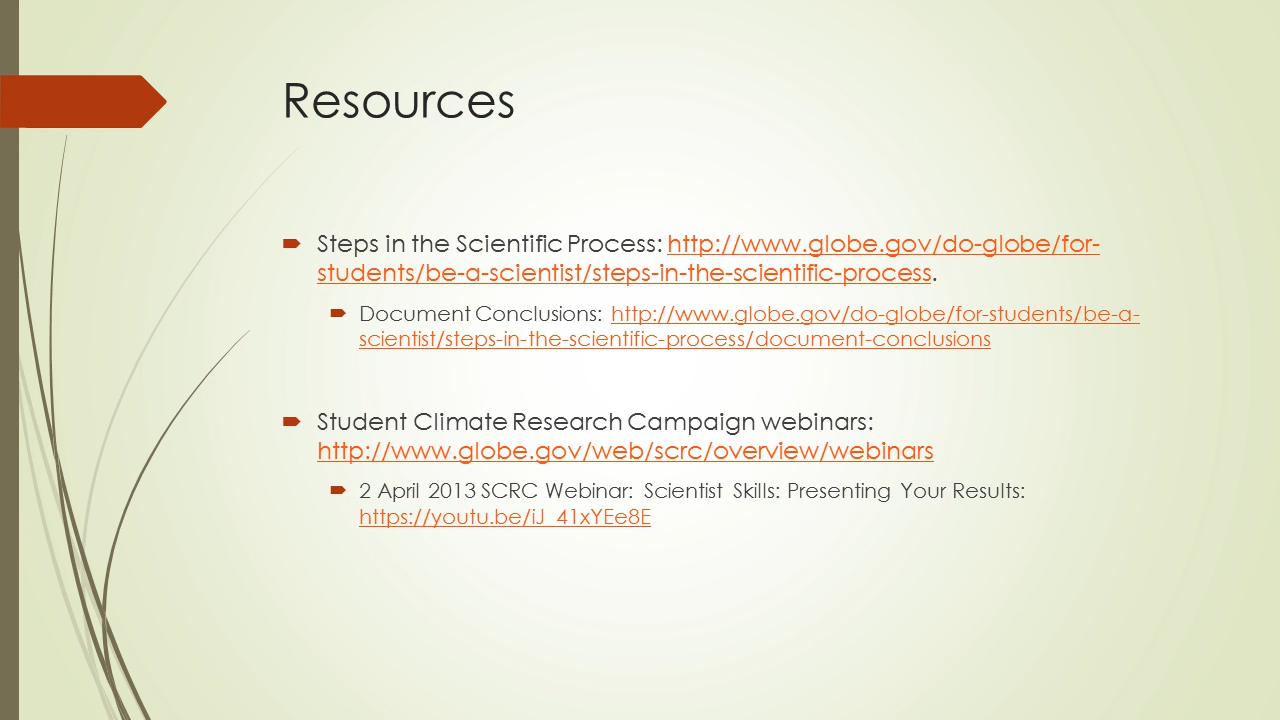 Resources
Steps in the Scientific Process: http://www.globe.gov/do-globe/for-
students/be-a-scientist/steps-in-the-scientific-process.
Document Conclusions: http://www.globe.gov/do-globe/for-students/be-a-
scientist/steps-in-the-scientific-process/document-conclusions
Student Climate Research Campaign webinars:
http://www.globe.gov/web/scrc/overview/webinars
2 April 2013 SCRC Webinar: Scientist Skills: Presenting Your Results:
https://youtu.be/iJ_41xYEe8E